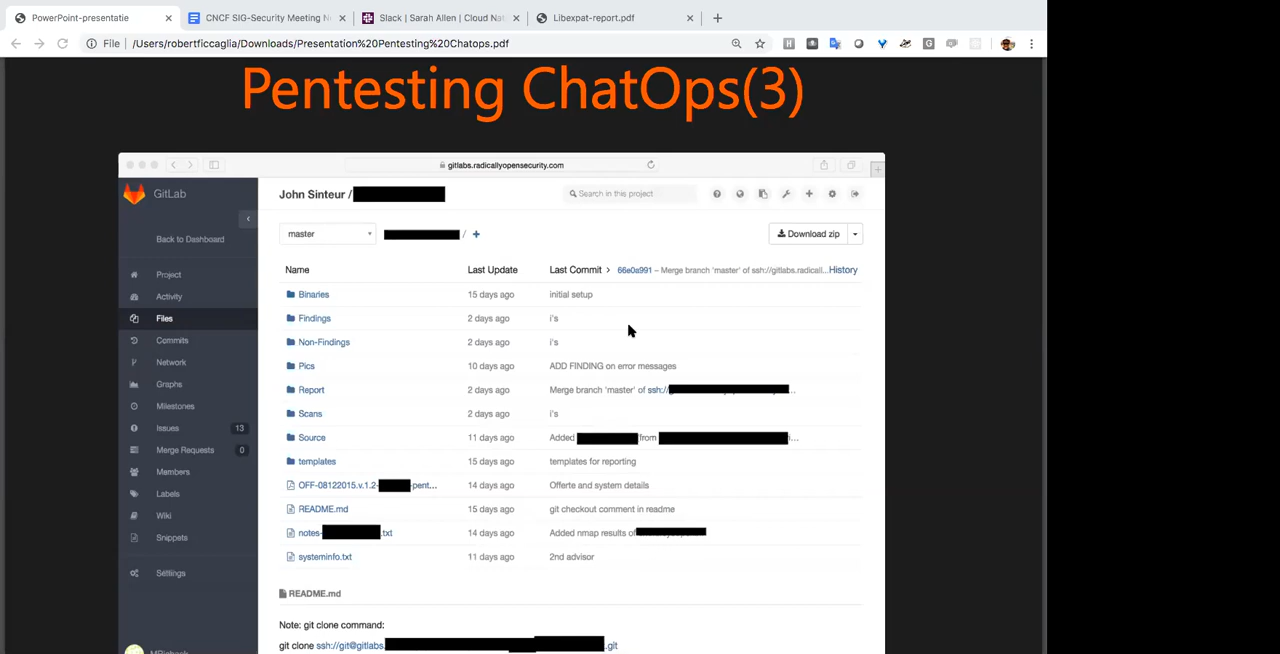 PowerPoint-presentatie
CNCF SIG-Security Meeting N
Slack | Sarah Allen | Cloud Nat
Libexpat-report.pdf
File /Users/robertficcaglia/Downloads/Presentation%20Pentesting%20Chatops.pdf
Pentesting ChatOps(3)
gitlabs.radicallyopensecurity.com
GitLab
John Sinteur /
Search in this project
master
/ +
Download zip
Back to Dashboard
Project
Activity
Files
Commits
Network
Graphs
Milestones
Issues 13
Merge Requests 0
Members
Labels
Wiki
Snippets
Settings
Name Last Update Last Commit > 66e0a991 – Merge branch 'master' of ssh://gitlabs.radicall... History
Binaries 15 days ago initial setup
Findings 2 days ago i's
Non-Findings 2 days ago i's
Pics 10 days ago ADD FINDING on error messages
Report 2 days ago Merge branch 'master' of ssh:// ...
Scans 2 days ago i's
Source 11 days ago Added from ...
templates 15 days ago templates for reporting
OFF-08122015.v.1.2- -pent... 14 days ago Offerte and system details
README.md 15 days ago git checkout comment in readme
notes- .txt 14 days ago Added nmap results of
systeminfo.txt 11 days ago 2nd advisor
README.md
Note: git clone command:
git clone ssh://git@gitlabs. .git